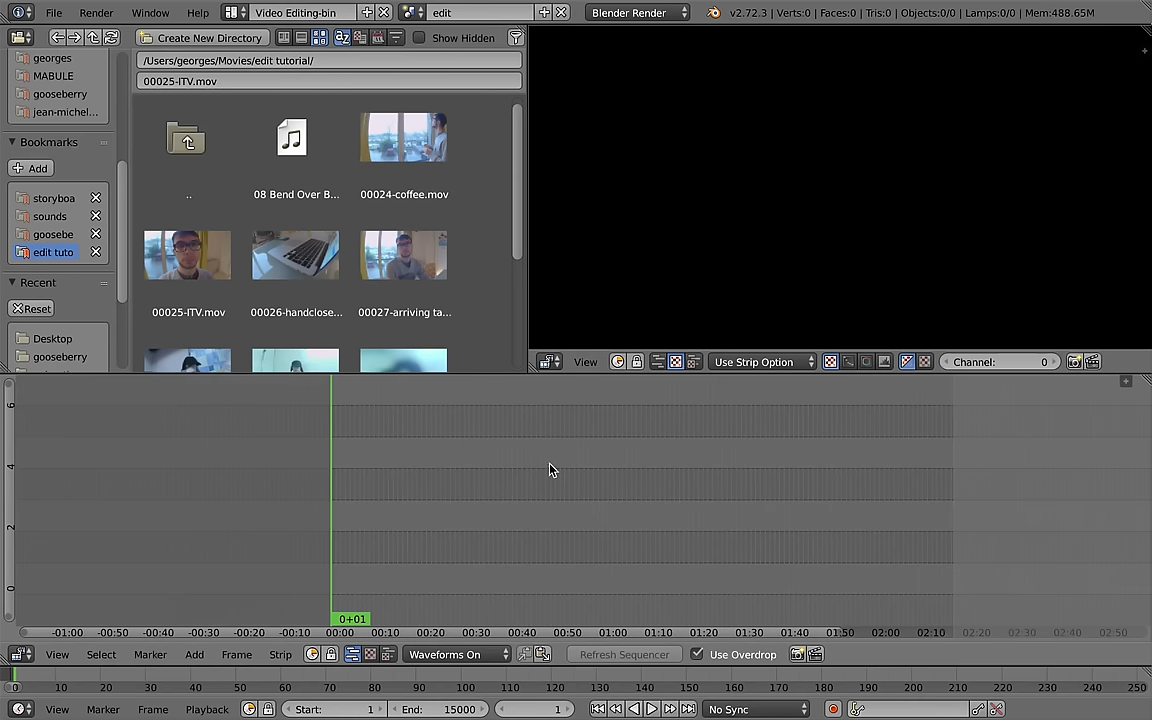 File Render Window Help Video Editing-bin edit Blender Render v2.72.3 | Verts:0 | Faces:0 | Tris:0 | Objects:0/0 | Lamps:0/0 | Mem:488.65M
Create New Directory Show Hidden
georges
MABULE
gooseberry
jean-michel...
Bookmarks
Add
storyboa
sounds
goosebe
edit tuto
Recent
Reset
Desktop
gooseberry
/Users/georges/Movies/edit tutorial/
00025-ITV.mov
.. 08 Bend Over B... 00024-coffee.mov
00025-ITV.mov 00026-handclose... 00027-arriving ta...
View Use Strip Option Channel: 0
6
4
2
0
0+01
-01:00 -00:50 -00:40 -00:30 -00:20 -00:10 00:00 00:10 00:20 00:30 00:40 00:50 01:00 01:10 01:20 01:30 01:40 01:50 02:00 02:10 02:20 02:30 02:40 02:50
View Select Marker Add Frame Strip Waveforms On Refresh Sequencer Use Overdrop
0 10 20 30 40 50 60 70 80 90 100 110 120 130 140 150 160 170 180 190 200 210 220 230 240 250
View Marker Frame Playback Start: 1 End: 15000 1 No Sync